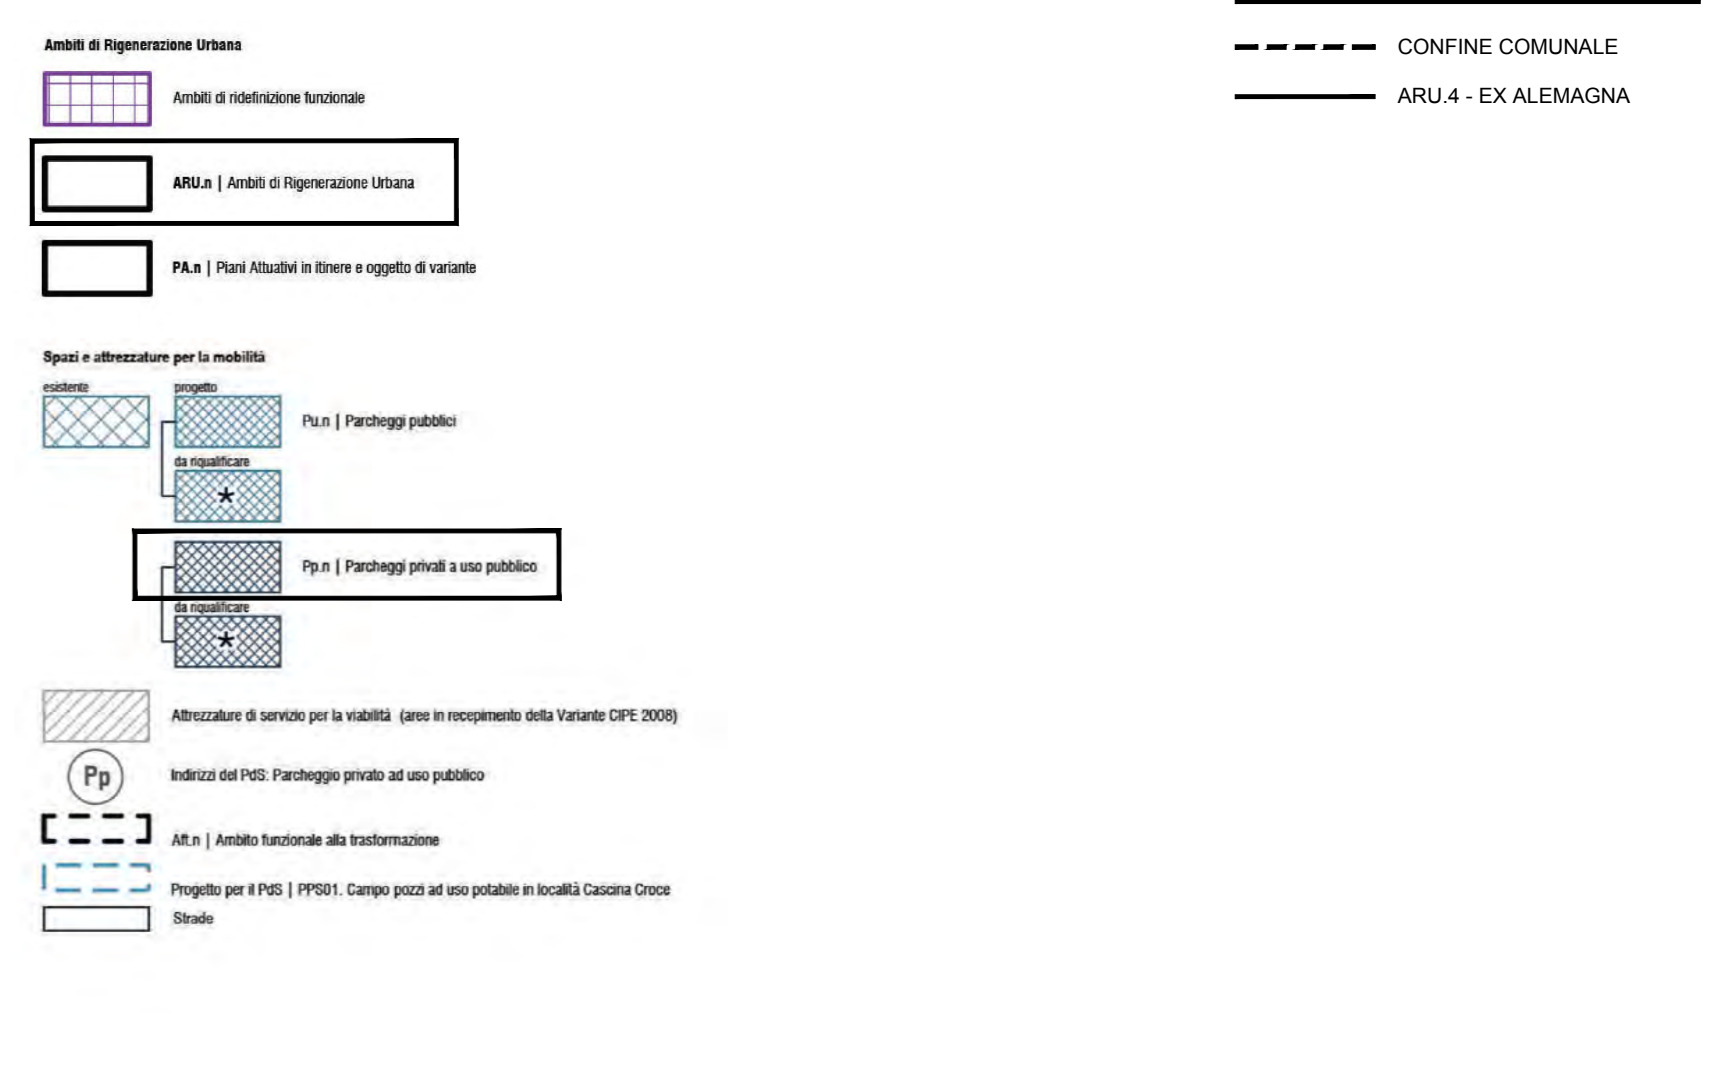 Ambiti di Rigenerazione Urbana
Ambiti di ridefinizione funzionale
ARU.n | Ambiti di Rigenerazione Urbana
PA.n | Piani Attuativi in itinere e oggetto di variante
Spazi e attrezzature per la mobilità
esistente progetto
Pu.n | Parcheggi pubblici
da riqualificare
*
Pp.n | Parcheggi privati a uso pubblico
da riqualificare
*
Attrezzature di servizio per la viabilità (aree in recepimento della Variante CIPE 2008)
Pp Indirizzi del PdS: Parcheggio privato ad uso pubblico
Aft.n | Ambito funzionale alla trasformazione
Progetto per il PdS | PPS01. Campo pozzi ad uso potabile in località Cascina Croce
Strade
CONFINE COMUNALE
ARU.4 - EX ALEMAGNA